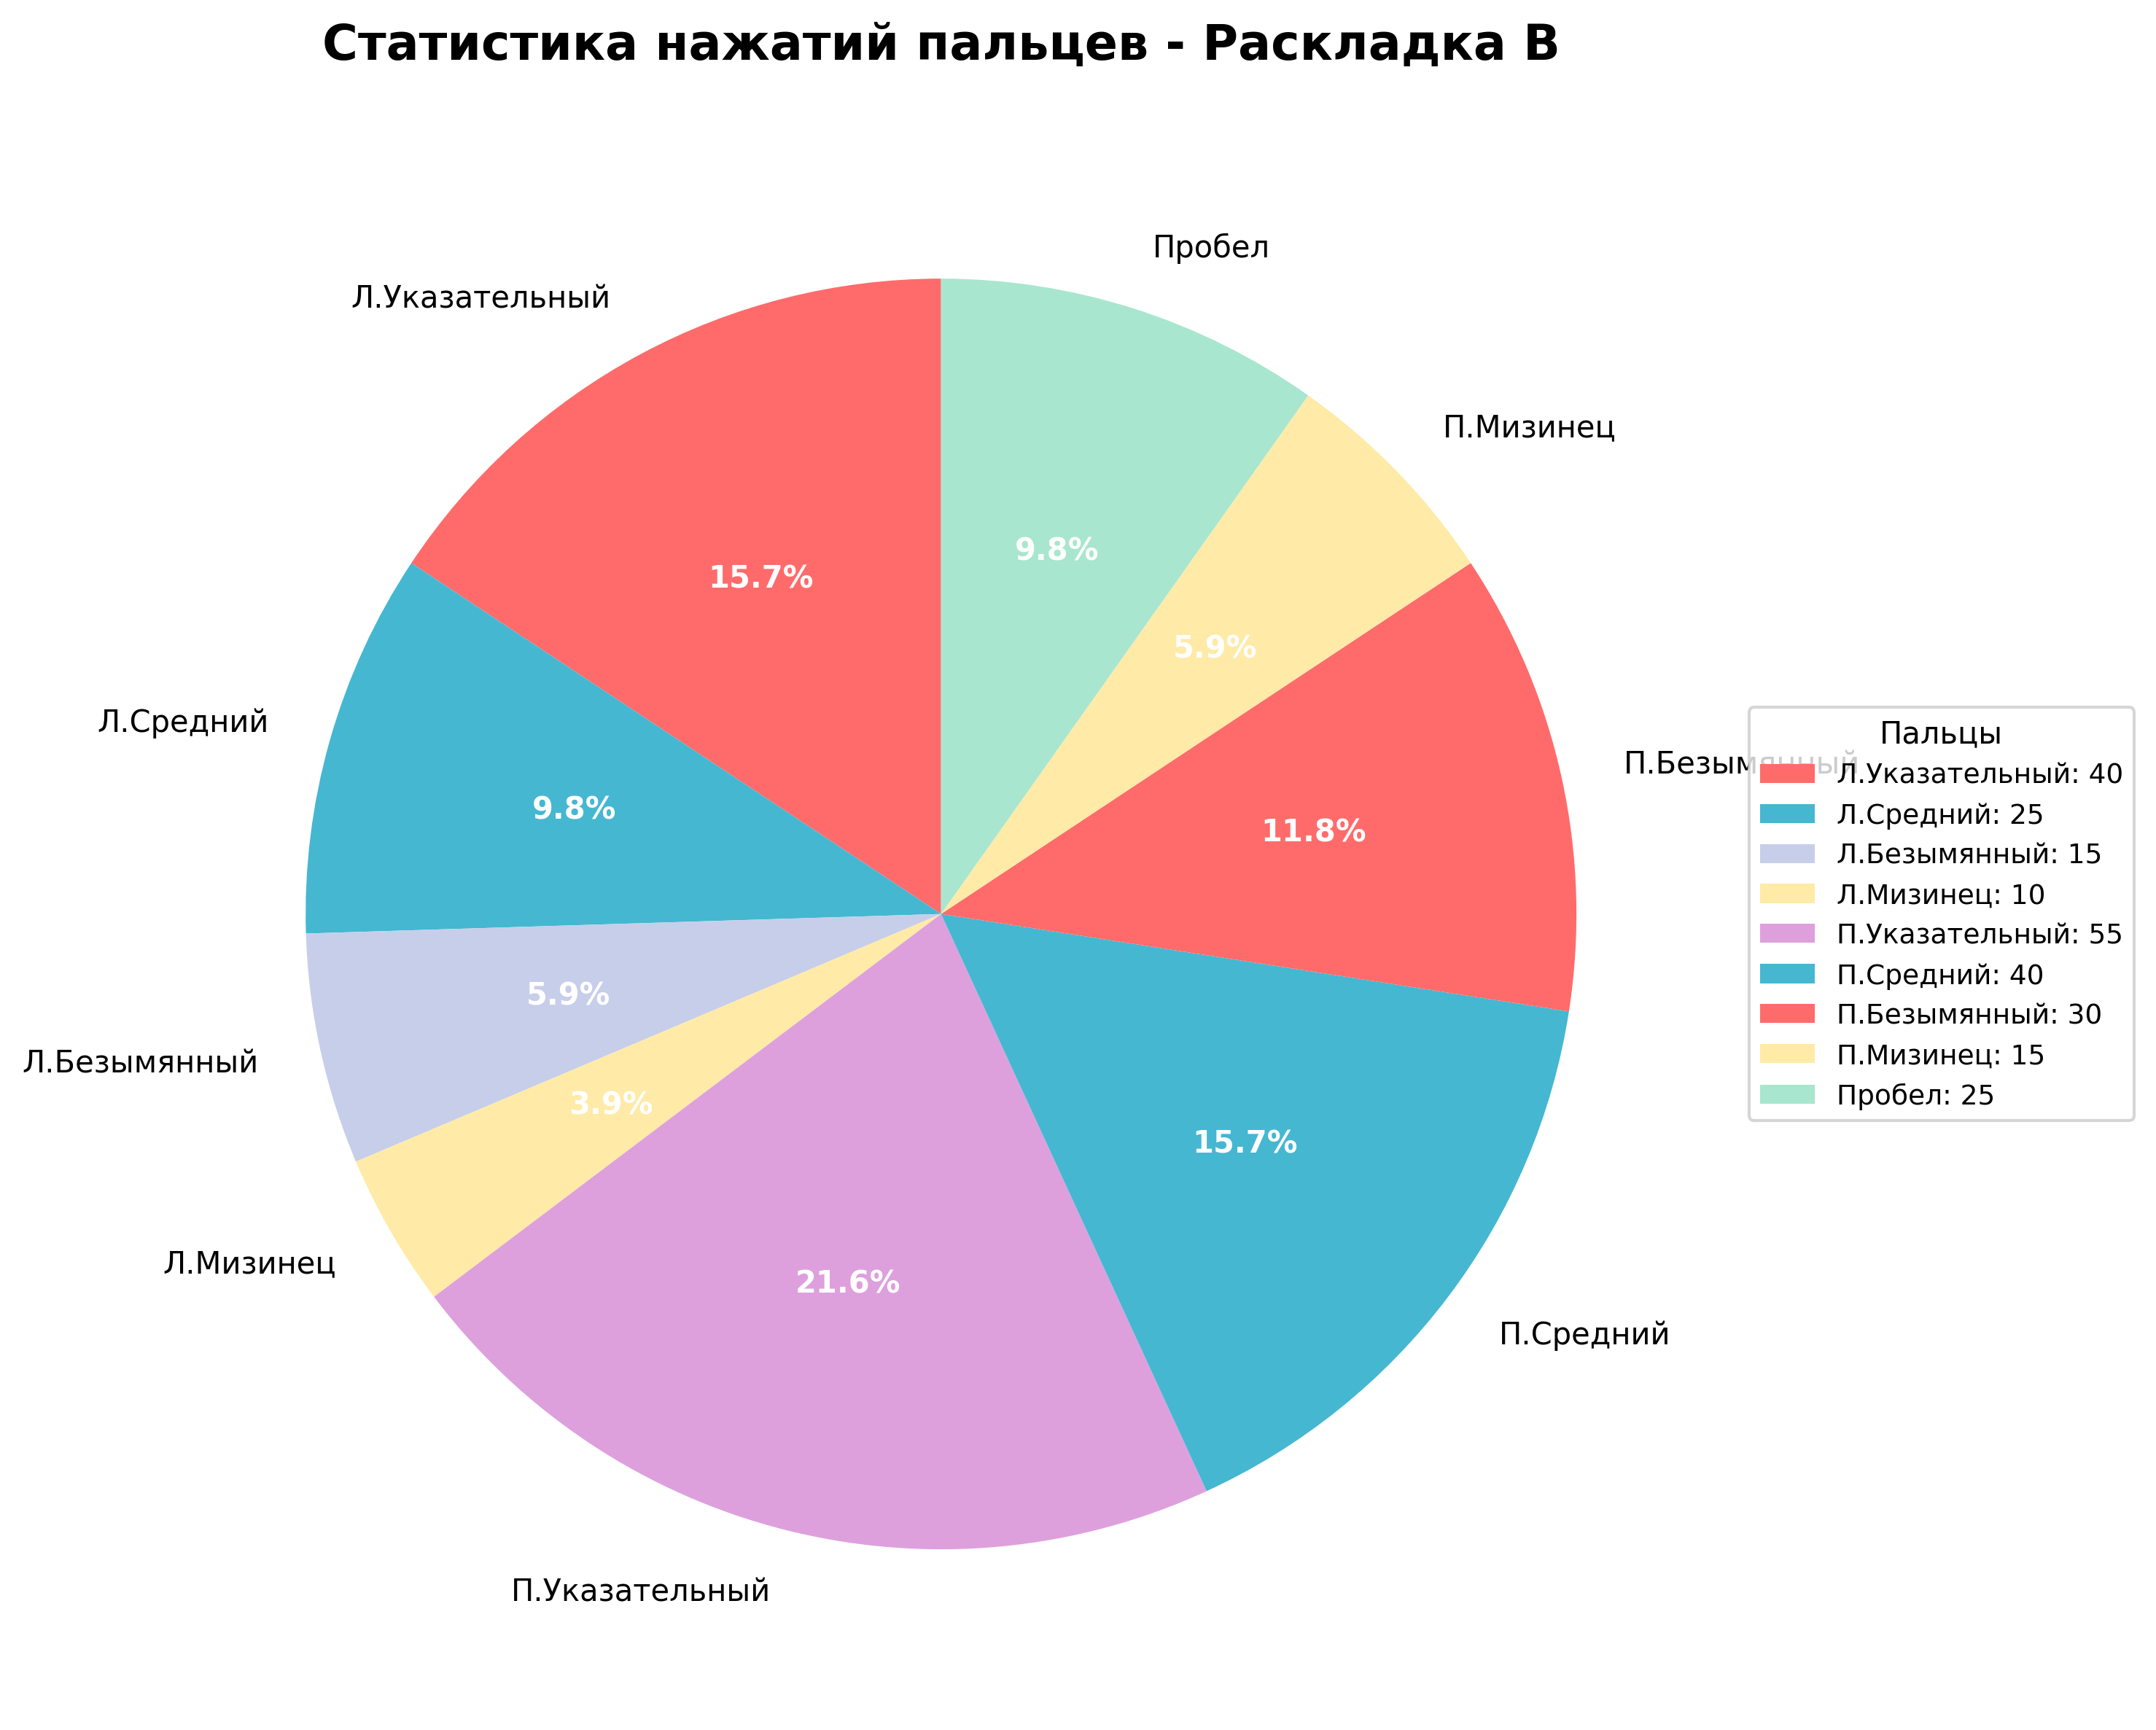 Статистика нажатий пальцев - Раскладка B
Пробел
Л.Указательный
П.Мизинец
9.8%
15.7%
5.9%
Л.Средний
П.Безымянный
9.8%
11.8%
5.9%
Л.Безымянный
3.9%
15.7%
Л.Мизинец
21.6%
П.Средний
П.Указательный
Пальцы
Л.Указательный: 40
Л.Средний: 25
Л.Безымянный: 15
Л.Мизинец: 10
П.Указательный: 55
П.Средний: 40
П.Безымянный: 30
П.Мизинец: 15
Пробел: 25